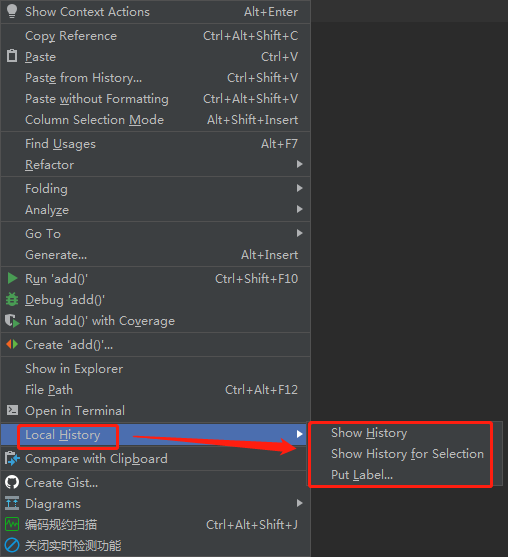 Show Context Actions Alt+Enter
Copy Reference Ctrl+Alt+Shift+C
Paste Ctrl+V
Paste from History... Ctrl+Shift+V
Paste without Formatting Ctrl+Alt+Shift+V
Column Selection Mode Alt+Shift+Insert
Find Usages Alt+F7
Refactor
Folding
Analyze
Go To
Generate... Alt+Insert
Run 'add()' Ctrl+Shift+F10
Debug 'add()'
Run 'add()' with Coverage
Create 'add()'...
Show in Explorer
File Path Ctrl+Alt+F12
Open in Terminal
Local History
Show History
Show History for Selection
Put Label...
Compare with Clipboard
Create Gist...
Diagrams
编码规约扫描 Ctrl+Alt+Shift+J
关闭实时检测功能